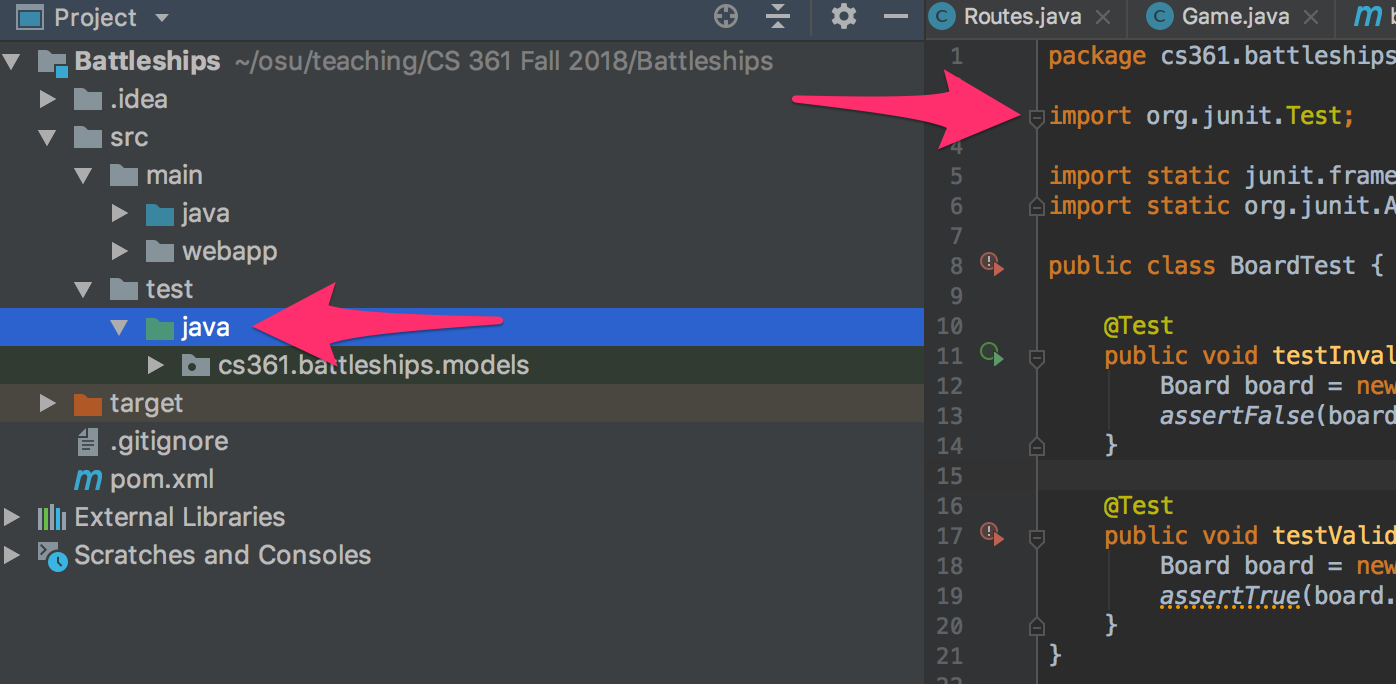 Project
Battleships ~/osu/teaching/CS 361 Fall 2018/Battleships
.idea
src
main
java
webapp
test
java
cs361.battleships.models
target
.gitignore
m pom.xml
External Libraries
Scratches and Consoles
C Routes.java × C Game.java × m
1 package cs361.battleships
import org.junit.Test;
4
5 import static junit.frame
6 import static org.junit.A
7
8 public class BoardTest {
9
10 @Test
11 public void testInval
12 Board board = new
13 assertFalse(board
14 }
15
16 @Test
17 public void testValid
18 Board board = new
19 assertTrue(board.
20 }
21 }